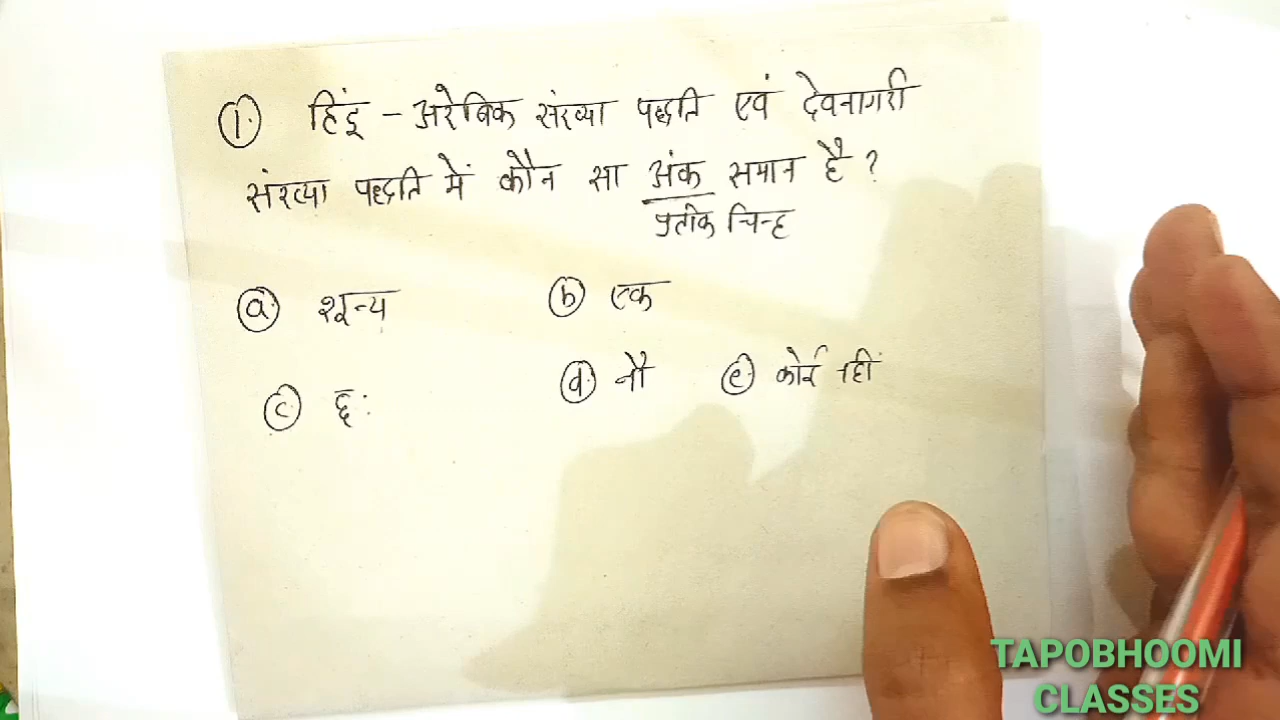 1. हिंदू - अरेबिक संख्या पद्धति एवं देवनागरी
संख्या पद्धति में कौन सा अंक समान है ?
प्रतीक चिन्ह
a. शून्य b. एक
c. छ: d. नौ e. कोई नहीं
TAPOBHOOMI
CLASSES